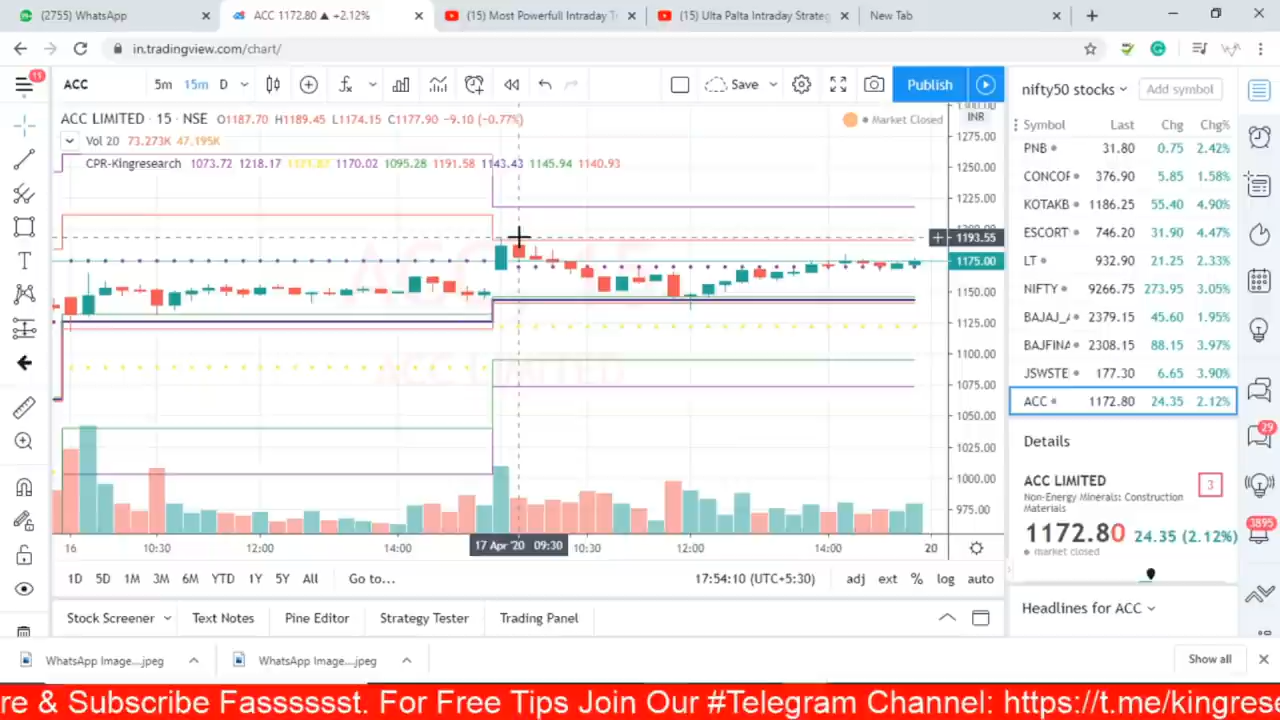 (2755) WhatsApp
ACC 1172.80 ▲ +2.12%
(15) Most Powerfull Intraday T
(15) Ulta Palta Intraday Strateg
New Tab
in.tradingview.com/chart/
11
ACC
5m 15m D
Save
Publish
nifty50 stocks
Add symbol
ACC LIMITED · 15 · NSE O1187.70 H1189.45 L1174.15 C1177.90 -9.10 (-0.77%)
Market Closed
INR
Vol 20 73.273K 47.195K
CPR-Kingresearch 1073.72 1218.17 1170.02 1095.28 1191.58 1143.43 1145.94 1140.93
1275.00
1250.00
1225.00
1193.55
1175.00
1150.00
1125.00
1100.00
1075.00
1050.00
1025.00
1000.00
975.00
ACC, 15
ACC LIMITED
16 10:30 12:00 14:00 17 Apr '20 09:30 10:30 12:00 14:00 20
1D 5D 1M 3M 6M YTD 1Y 5Y All Go to...
17:54:10 (UTC+5:30) adj ext % log auto
Stock Screener Text Notes Pine Editor Strategy Tester Trading Panel
Symbol Last Chg Chg%
PNB 31.80 0.75 2.42%
CONCOR 376.90 5.85 1.58%
KOTAKB 1186.25 55.40 4.90%
ESCORT 746.20 31.90 4.47%
LT 932.90 21.25 2.33%
NIFTY 9266.75 273.95 3.05%
BAJAJ_A 2379.15 45.60 1.95%
BAJFINA 2308.15 88.15 3.97%
JSWSTE 177.30 6.65 3.90%
ACC 1172.80 24.35 2.12%
Details
ACC LIMITED
3
Non-Energy Minerals: Construction
Materials
1172.80 24.35 (2.12%)
market closed
Headlines for ACC
29
3895
WhatsApp Image....jpeg
WhatsApp Image....jpeg
Show all
re & Subscribe Fasssssst. For Free Tips Join Our #Telegram Channel: https://t.me/kingrese